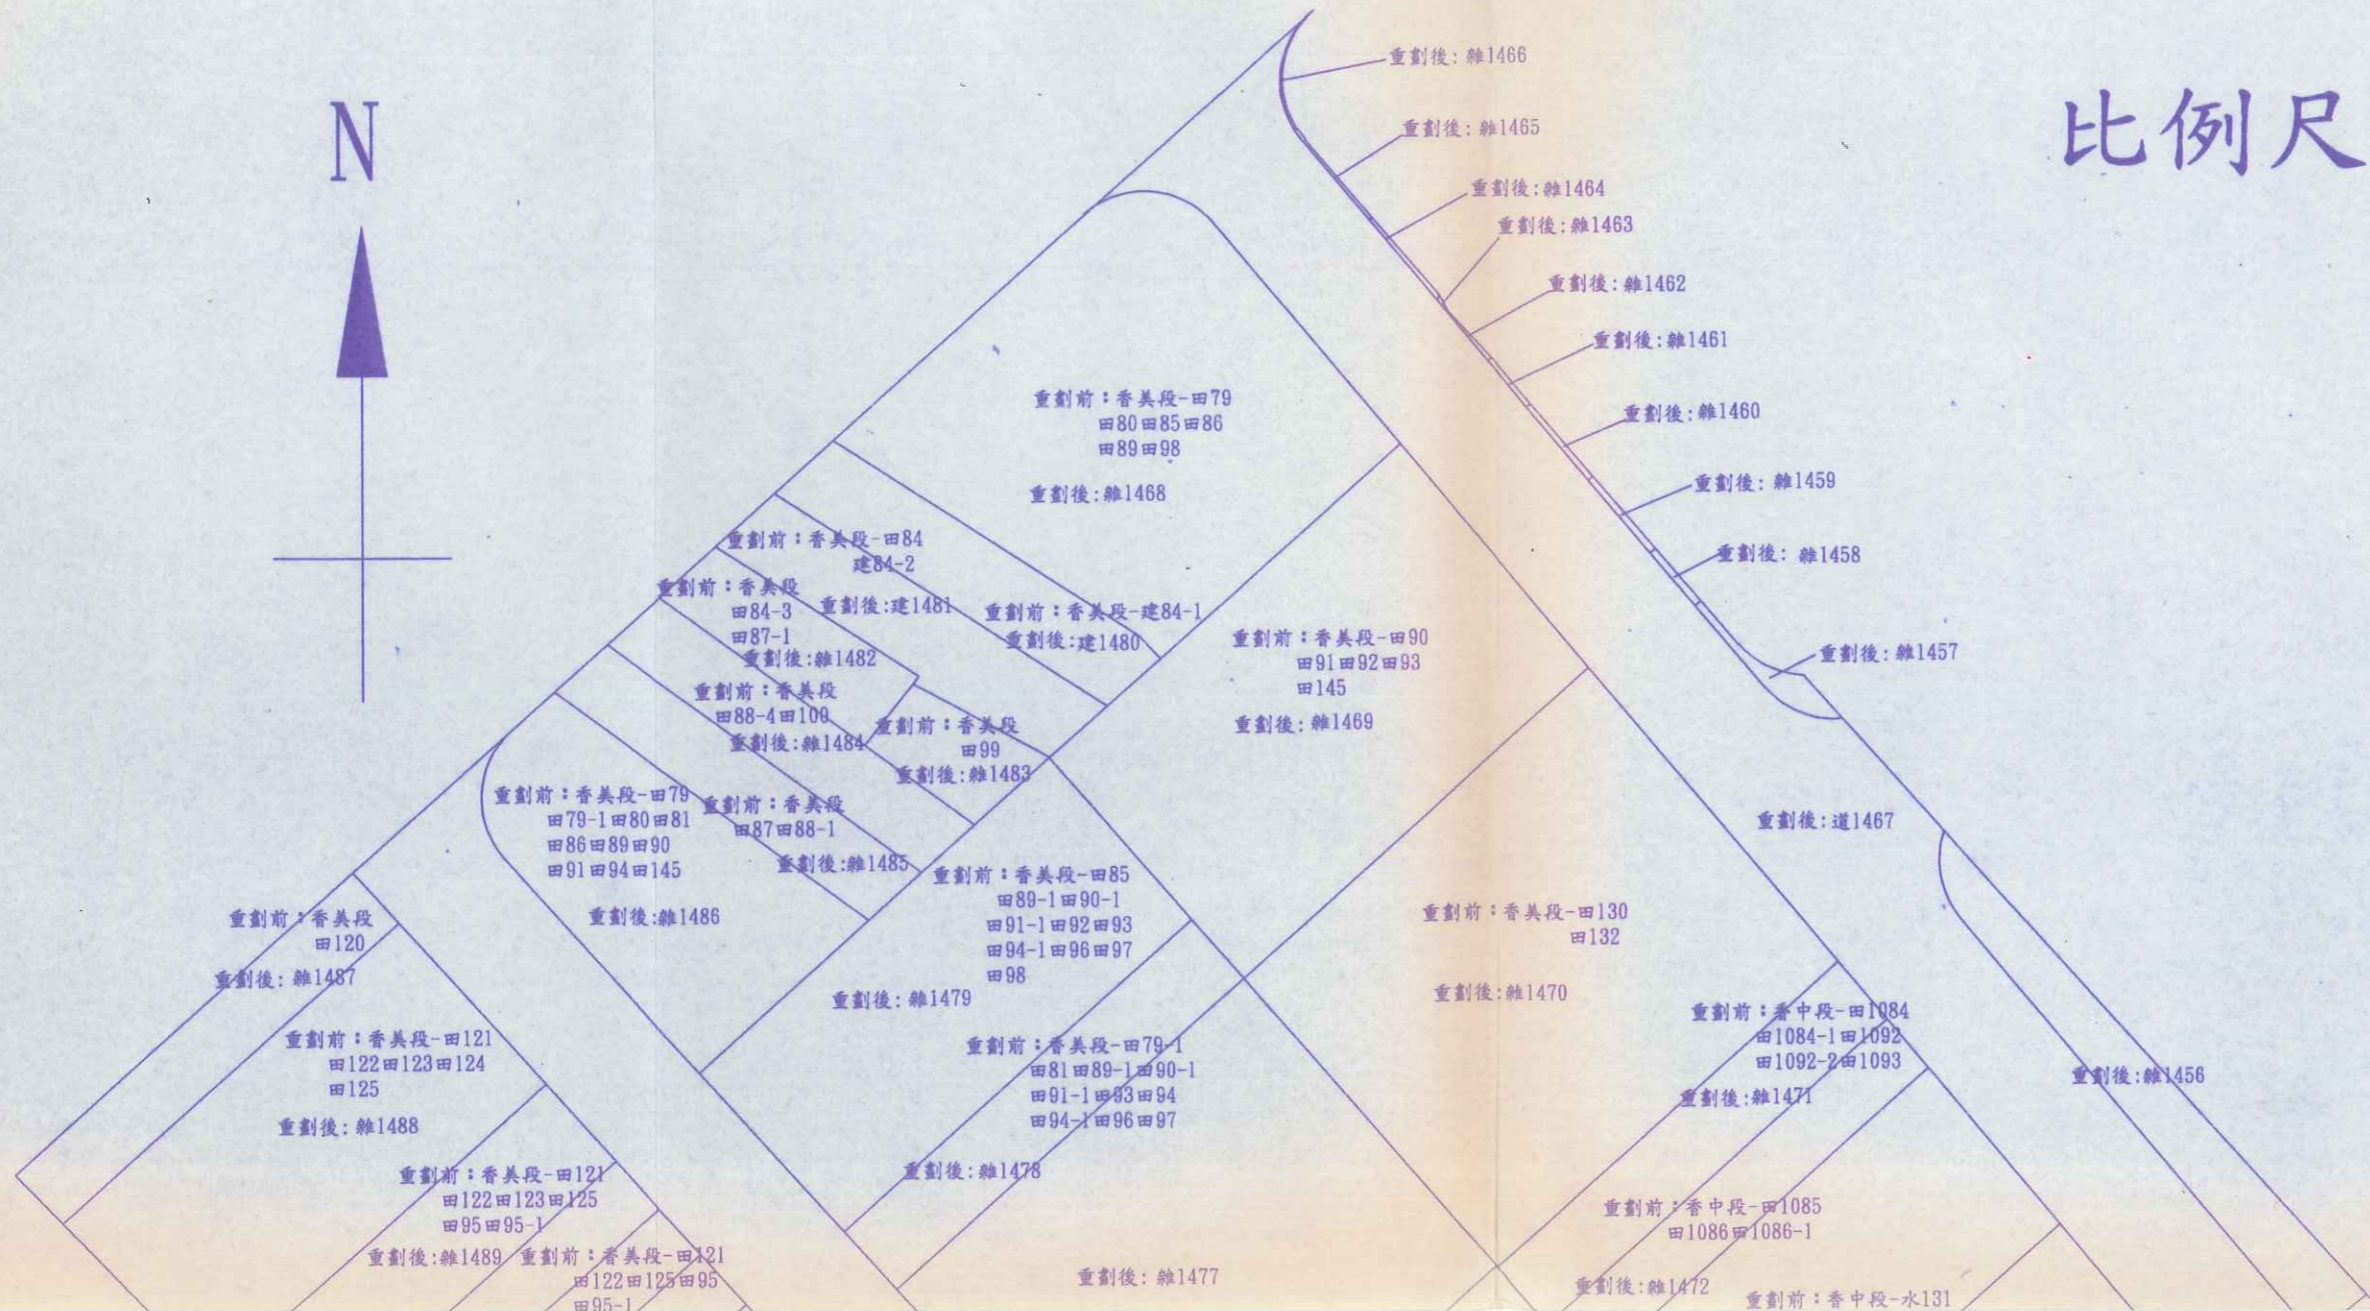 N
比例尺
重劃後: 雜1466
重劃後: 雜1465
重劃後:雜1464
重劃後:雜1463
重劃後: 雜1462
重劃後:雜1461
重劃後: 雜1460
重劃後: 雜1459
重劃後: 雜1458
重劃後: 雜1457
重劃前：香美段-田79
田80田85田86
田89田98
重劃後:雜1468
重劃前：香美段-田84
建84-2
重劃後:建1481
重劃前：香美段
田84-3
田87-1
重劃後:雜1482
重劃前：香美段-建84-1
重劃後:建1480
重劃前：香美段-田90
田91田92田93
田145
重劃後: 雜1469
重劃前：香美段
田88-4田100
重劃後:雜1484
重劃前：香美段
田99
重劃後:雜1483
重劃前：香美段-田79
田79-1田80田81
田86田89田90
田91田94田145
重劃後:雜1486
重劃前：香美段
田87田88-1
重劃後:雜1485
重劃後:道1467
重劃前：香美段-田85
田89-1田90-1
田91-1田92田93
田94-1田96田97
田98
重劃後: 雜1479
重劃前：香美段
田120
重劃後: 雜1487
重劃前：香美段-田130
田132
重劃後:雜1470
重劃前：香美段-田121
田122田123田124
田125
重劃後: 雜1488
重劃前：香美段-田79-1
田81田89-1田90-1
田91-1田93田94
田94-1田96田97
重劃後: 雜1478
重劃前：香中段-田1084
田1084-1田1092
田1092-2田1093
重劃後:雜1471
重劃後:雜1456
重劃前：香美段-田121
田122田123田125
田95田95-1
重劃後:雜1489
重劃前：香美段-田121
田122田125田95
田95-1
重劃後: 雜1477
重劃前：香中段-田1085
田1086田1086-1
重劃後:雜1472
重劃前：香中段-水131